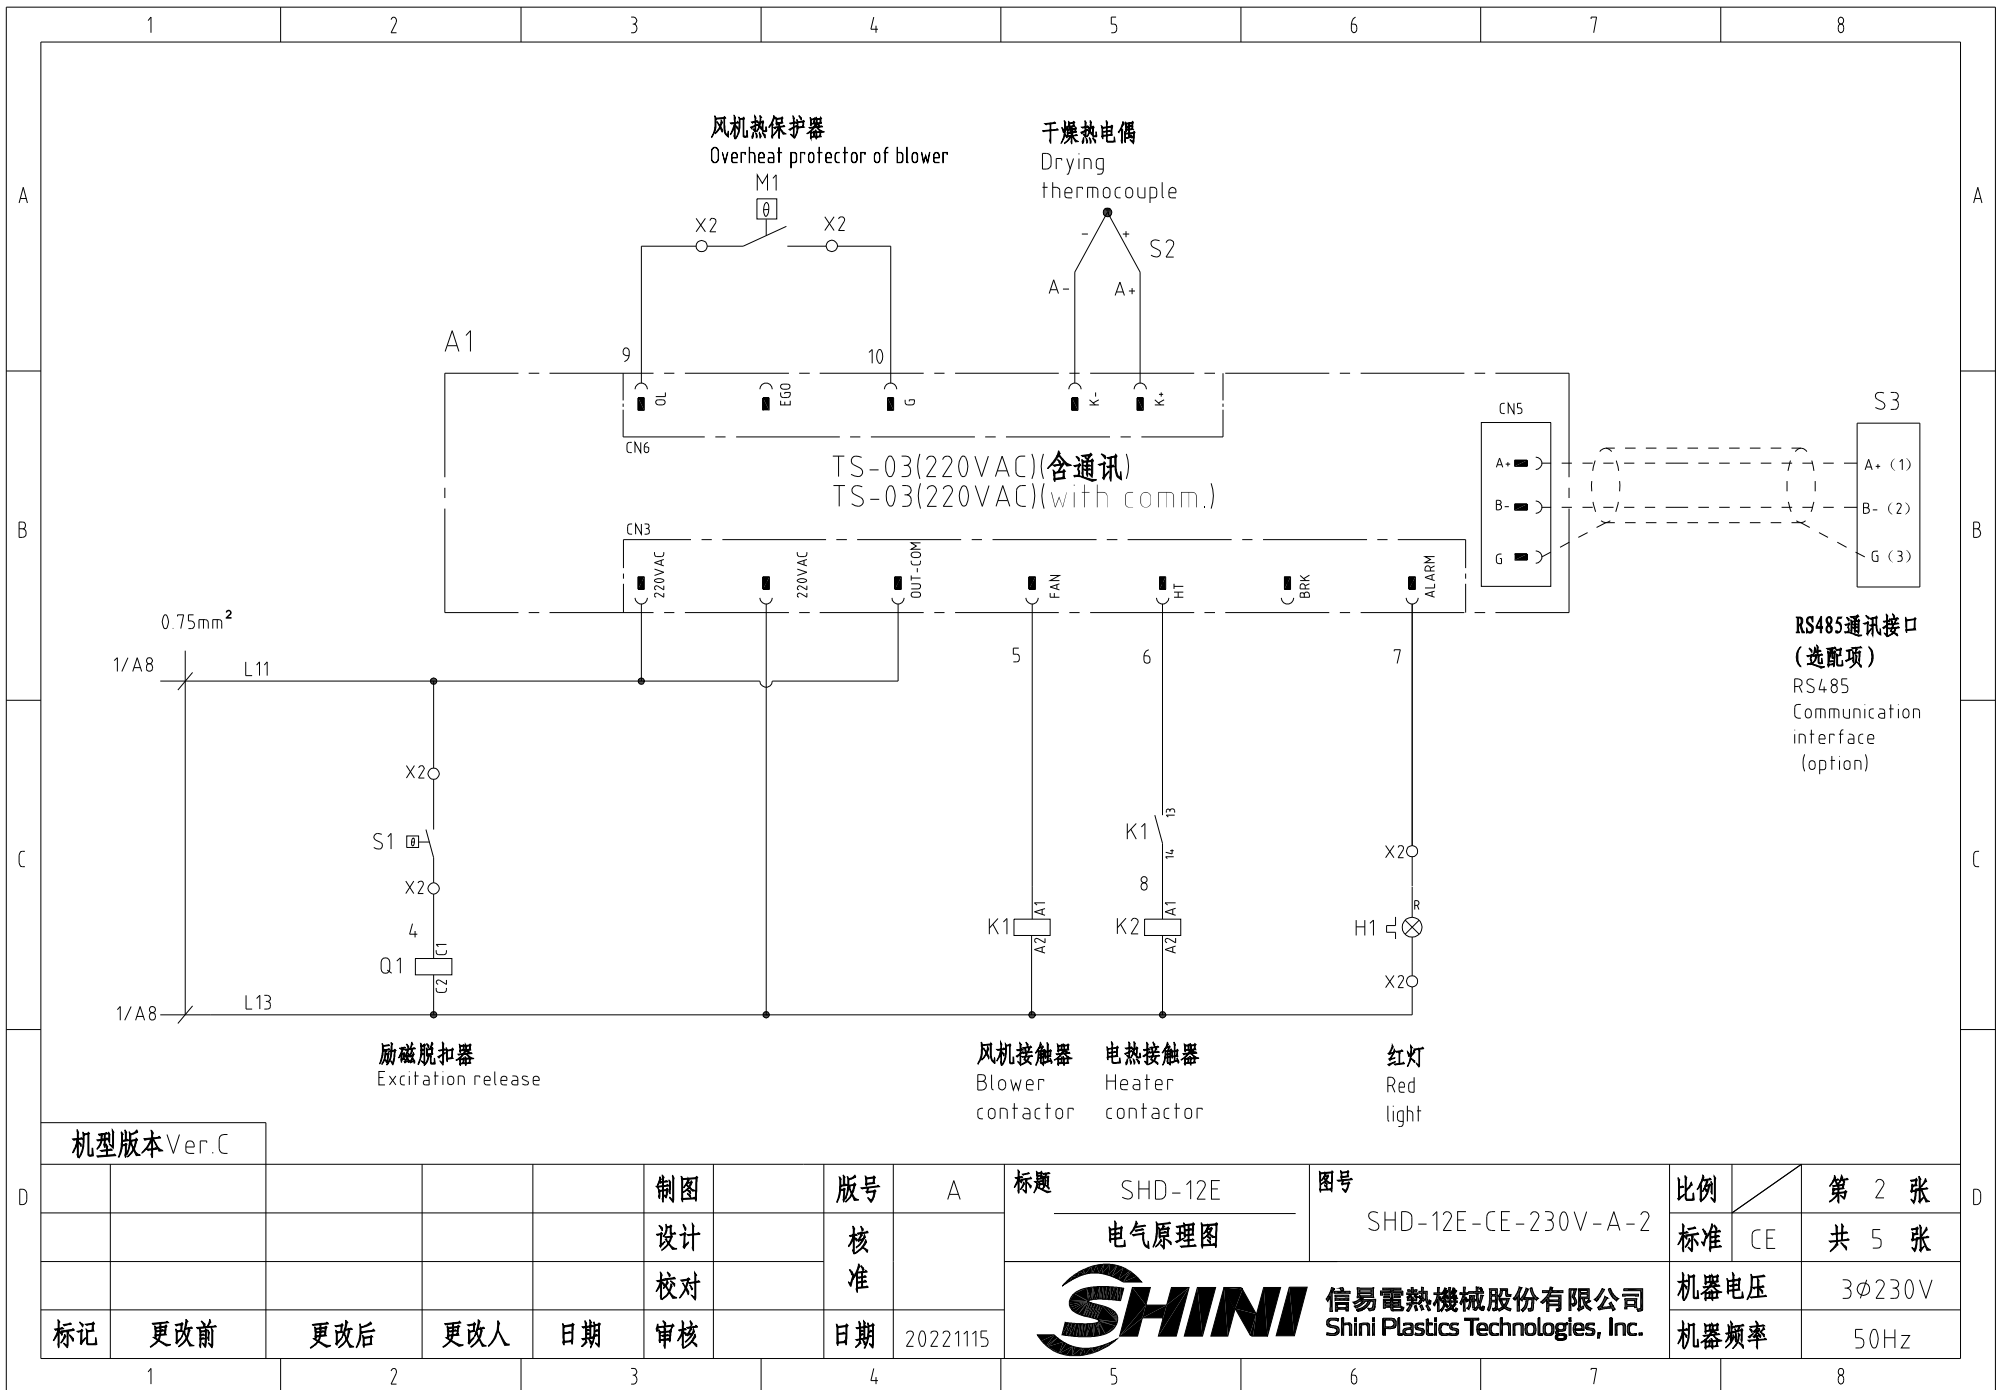 1 2 3 4 5 6 7 8
A
A
B
B
C
C
D
D
风机热保护器
Overheat protector of blower
M1
θ
X2
X2
干燥热电偶
Drying
thermocouple
-
+
S2
A-
A+
A1
9
10
OL
EGO
G
K-
K+
CN6
TS-03(220VAC)(含通讯)
TS-03(220VAC)(with comm.)
CN5
A+
B-
G
S3
A+ (1)
B- (2)
G (3)
RS485通讯接口
(选配项)
RS485
Communication
interface
(option)
CN3
220VAC
220VAC
OUT-COM
FAN
HT
BRK
ALARM
0.75mm²
1/A8
L11
5
6
7
X2
S1
θ
X2
4
Q1
C1
C2
K1
13
14
8
K1
A1
A2
K2
A1
A2
X2
R
H1
X2
1/A8
L13
励磁脱扣器
Excitation release
风机接触器
Blower
contactor
电热接触器
Heater
contactor
红灯
Red
light
机型版本Ver.C
制图
设计
校对
审核
版号
A
核
准
日期
20221115
标记
更改前
更改后
更改人
日期
标题
SHD-12E
电气原理图
图号
SHD-12E-CE-230V-A-2
比例
第 2 张
标准
CE
共 5 张
机器电压
3Φ230V
机器频率
50Hz
SHINI
信易電熱機械股份有限公司
Shini Plastics Technologies, Inc.
1 2 3 4 5 6 7 8